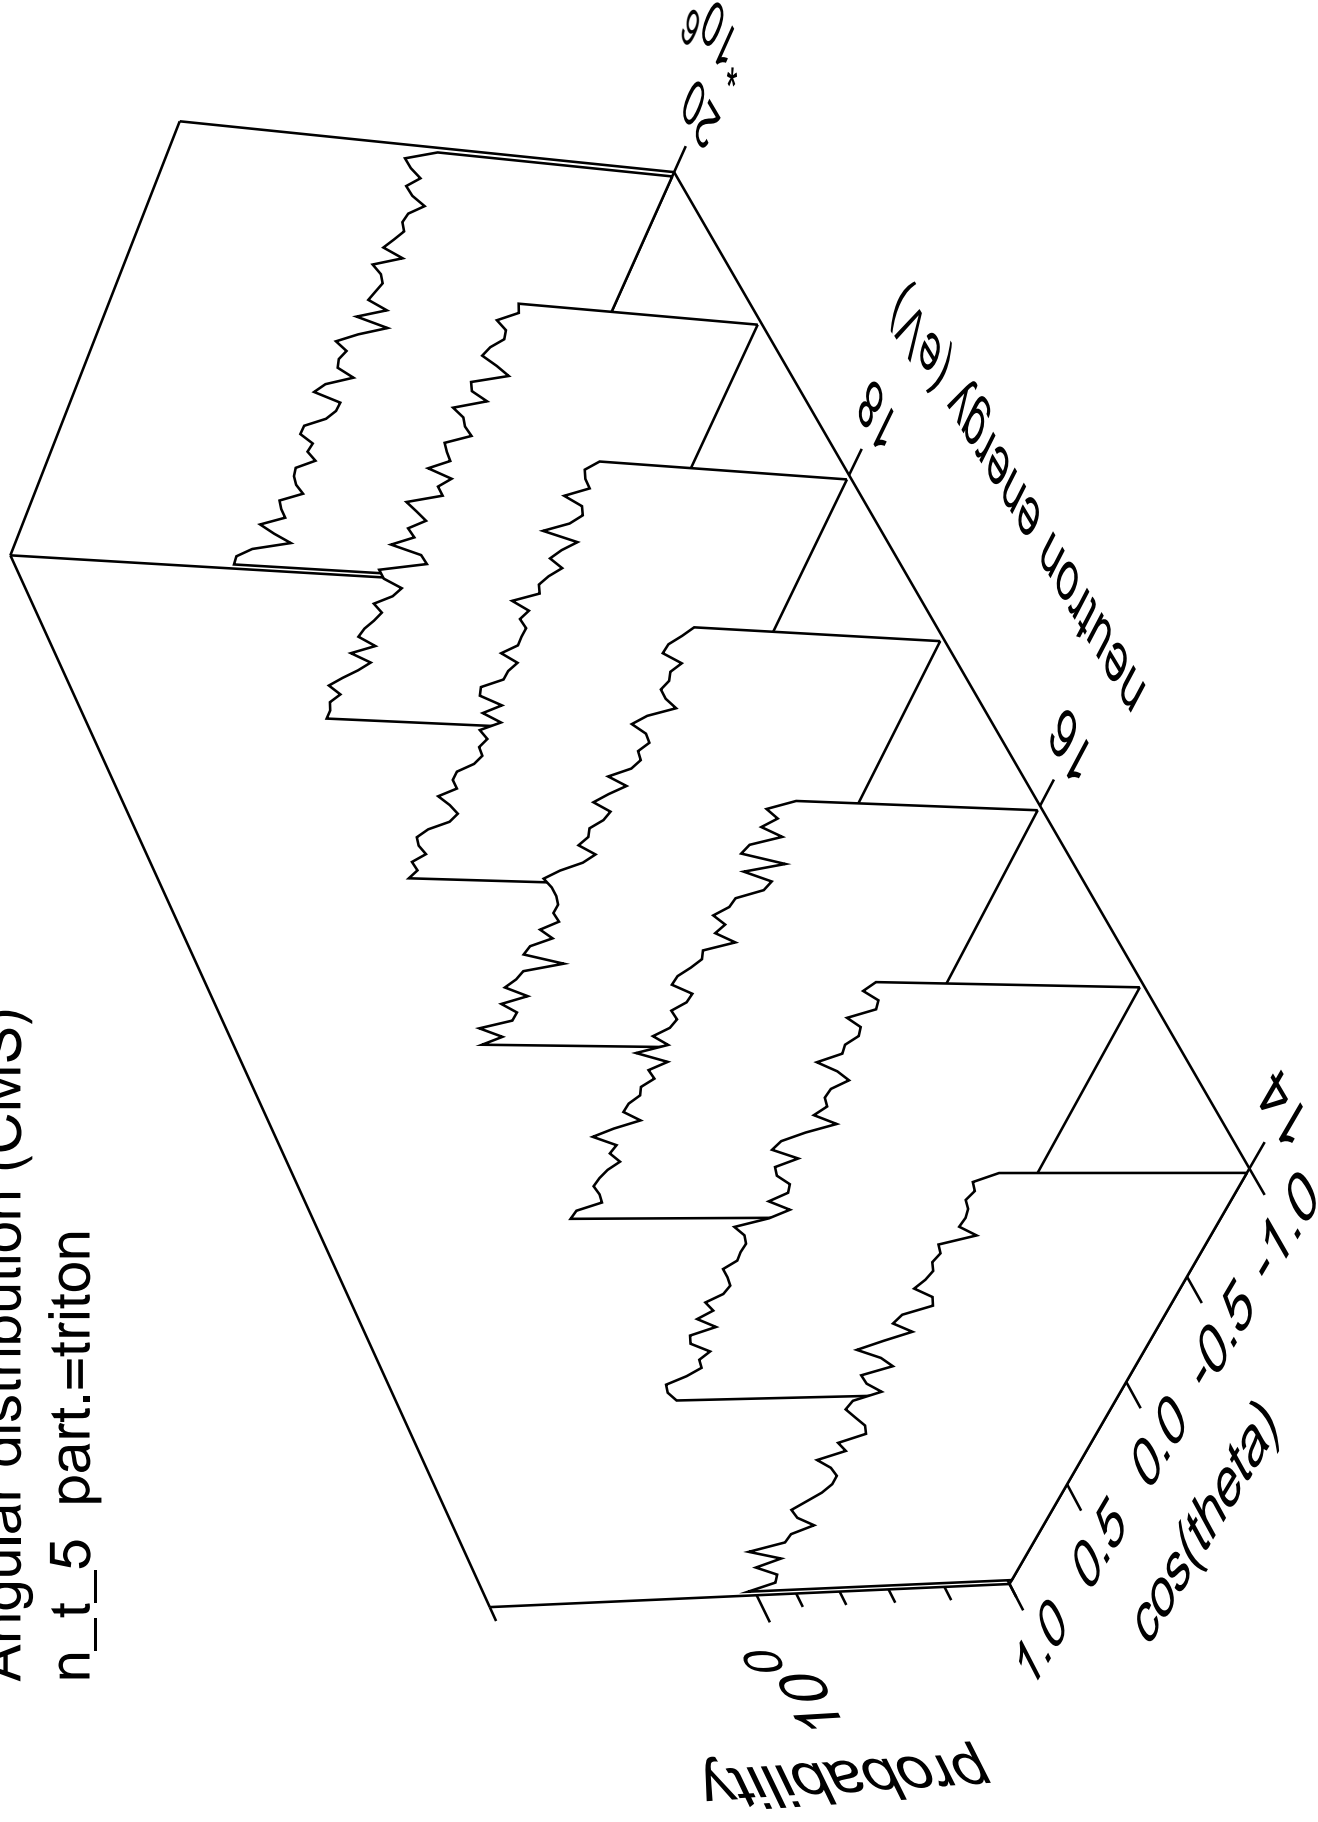 Angular distribution (CMS)
n_t_5 part.=triton
probability
10^0
cos(theta)
1.0 0.5 0.0 -0.5 -1.0
neutron energy (eV)
14 16 18 20
*10^6